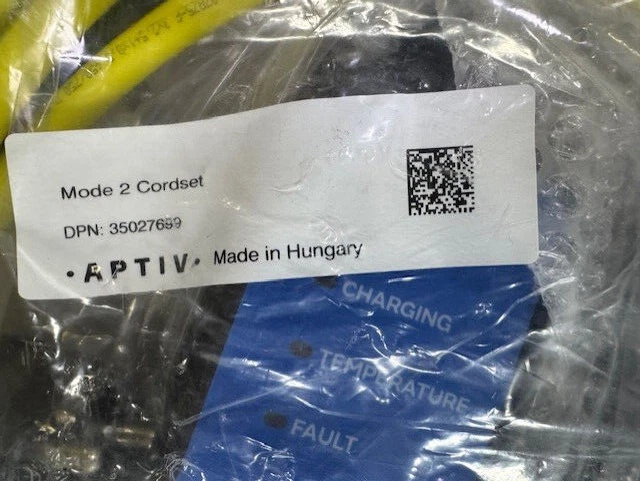 Mode 2 Cordset
DPN: 35027699
• APTIV • Made in Hungary
CHARGING
TEMPERATURE
FAULT